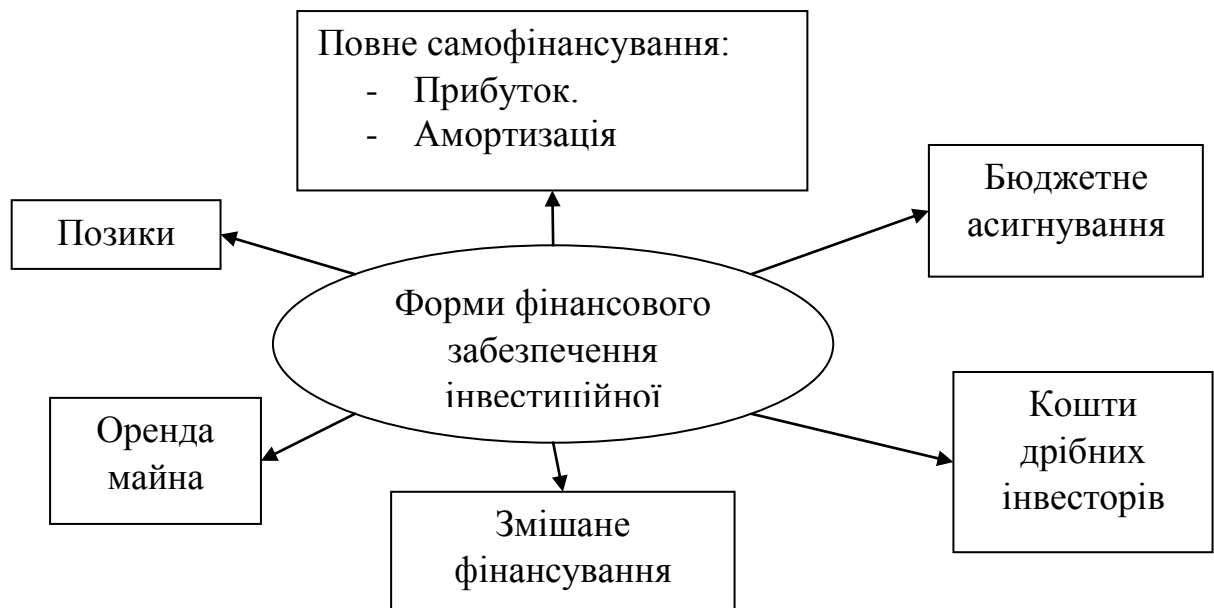 Повне самофінансування:
- Прибуток.
- Амортизація
Бюджетне
асигнування
Позики
Форми фінансового
забезпечення
інвестиційної
Оренда
майна
Кошти
дрібних
інвесторів
Змішане
фінансування